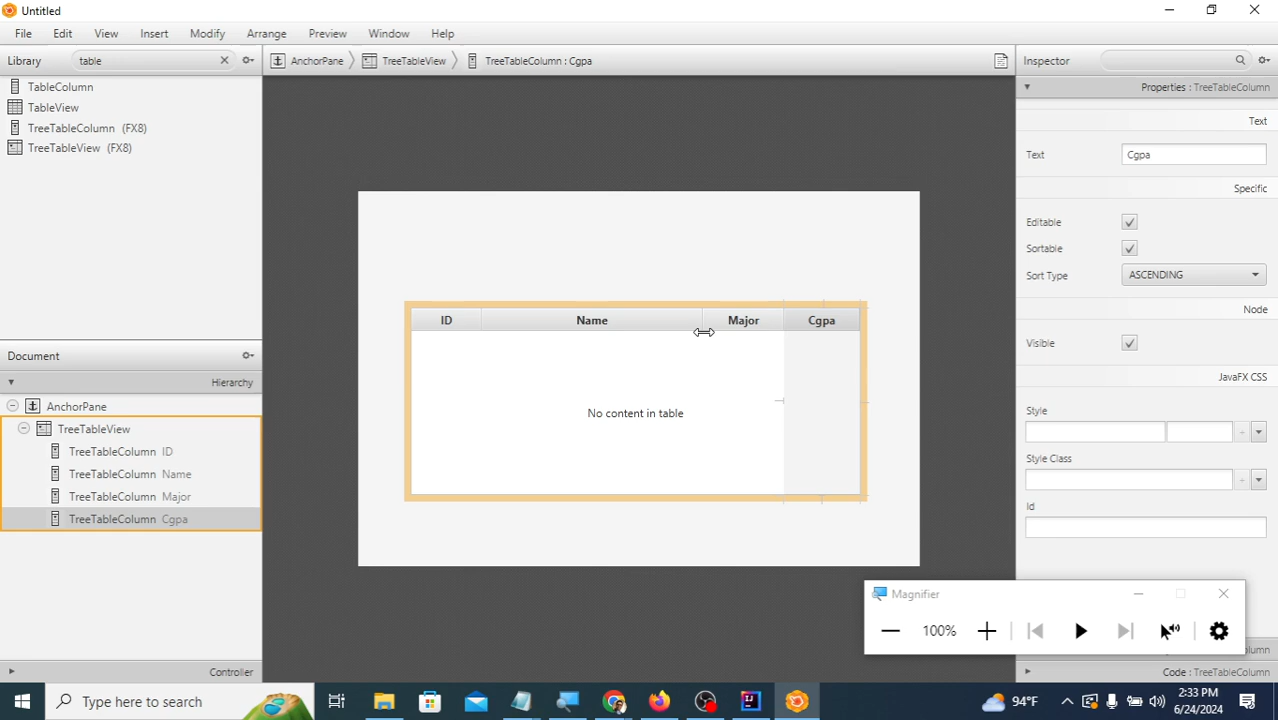 Untitled
File Edit View Insert Modify Arrange Preview Window Help
Library table
AnchorPane TreeTableView TreeTableColumn : Cgpa
Inspector
TableColumn
TableView
TreeTableColumn (FX8)
TreeTableView (FX8)
Properties : TreeTableColumn
Text
Text Cgpa
Specific
Editable
Sortable
Sort Type ASCENDING
Node
Visible
JavaFX CSS
Style
Style Class
Id
ID Name Major Cgpa
No content in table
Document
Hierarchy
AnchorPane
TreeTableView
TreeTableColumn ID
TreeTableColumn Name
TreeTableColumn Major
TreeTableColumn Cgpa
Controller
Magnifier
100%
Code : TreeTableColumn
Type here to search
94°F
2:33 PM
6/24/2024